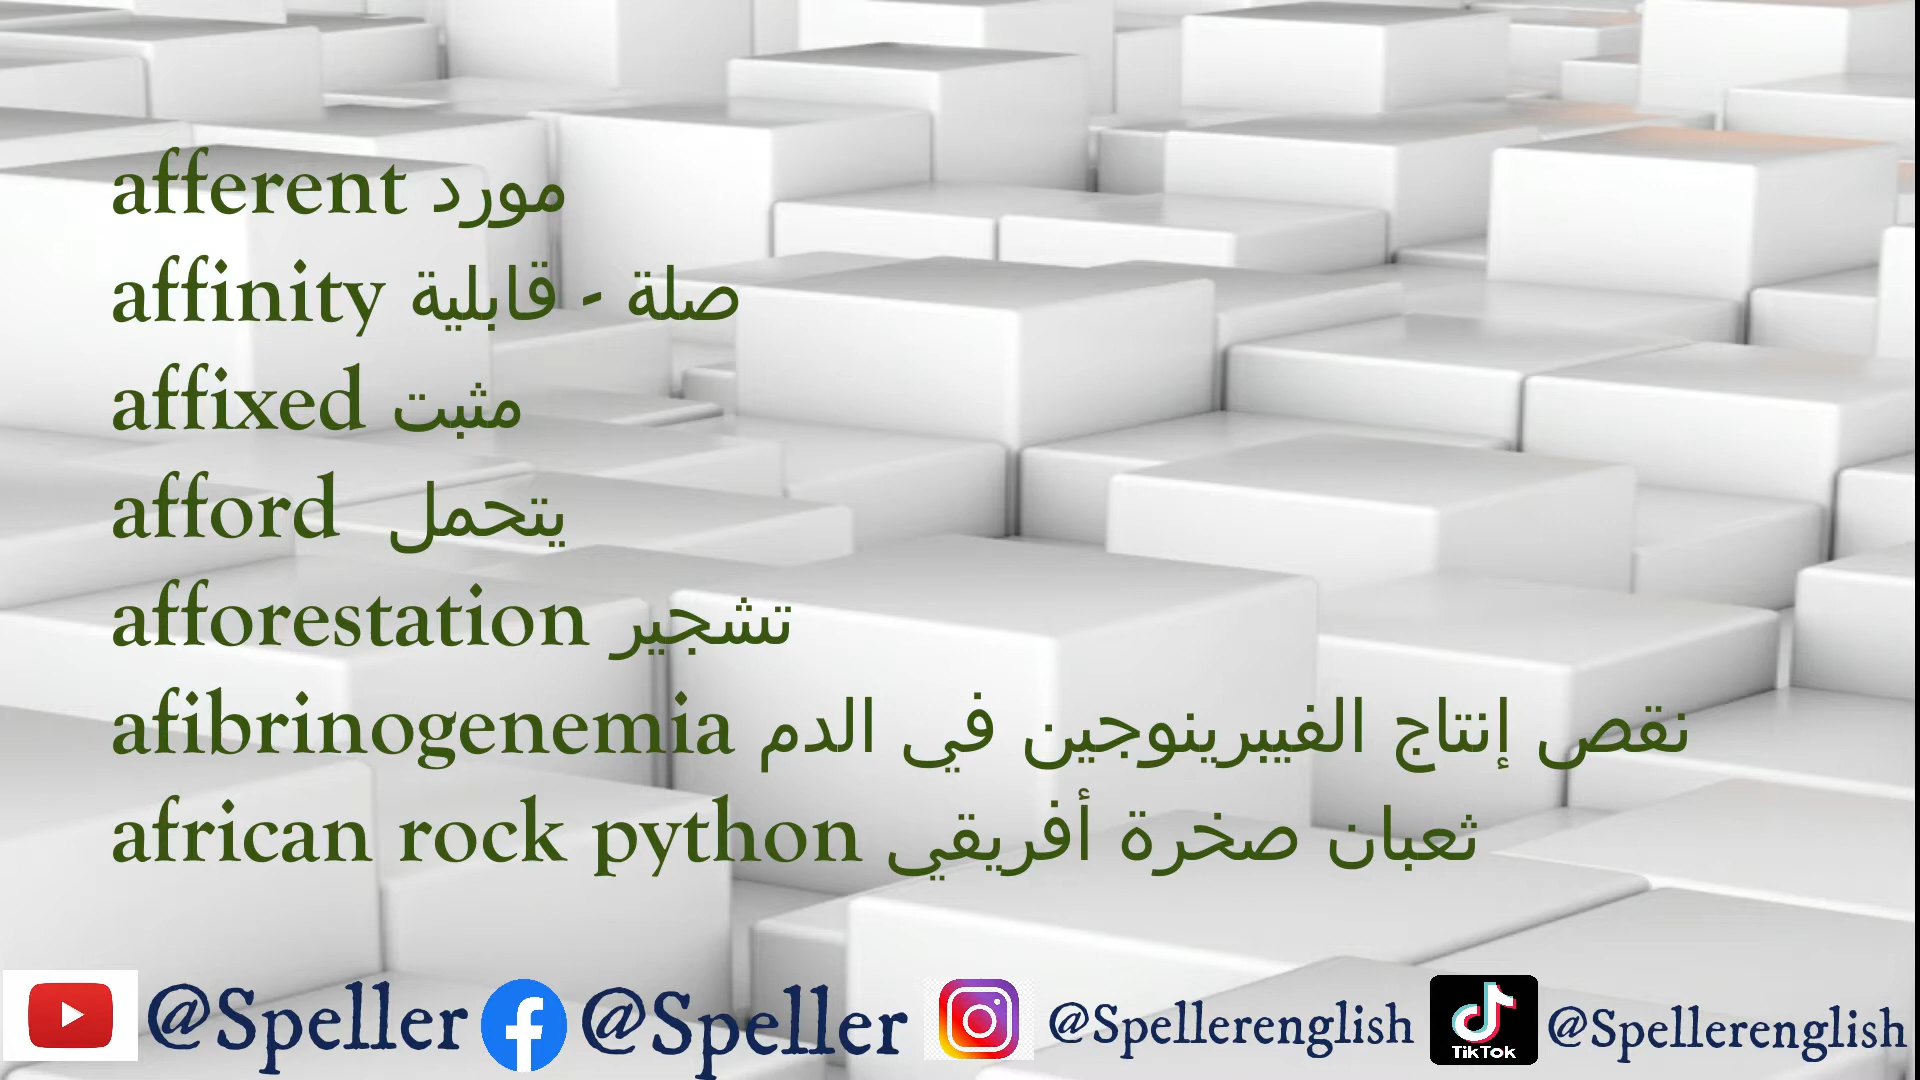 afferent مورد
affinity صلة - قابلية
affixed مثبت
afford يتحمل
afforestation تشجير
afibrinogenemia نقص إنتاج الفيبرينوجين في الدم
african rock python ثعبان صخرة أفريقي
@Speller @Speller @Spellerenglish TikTok @Spellerenglish